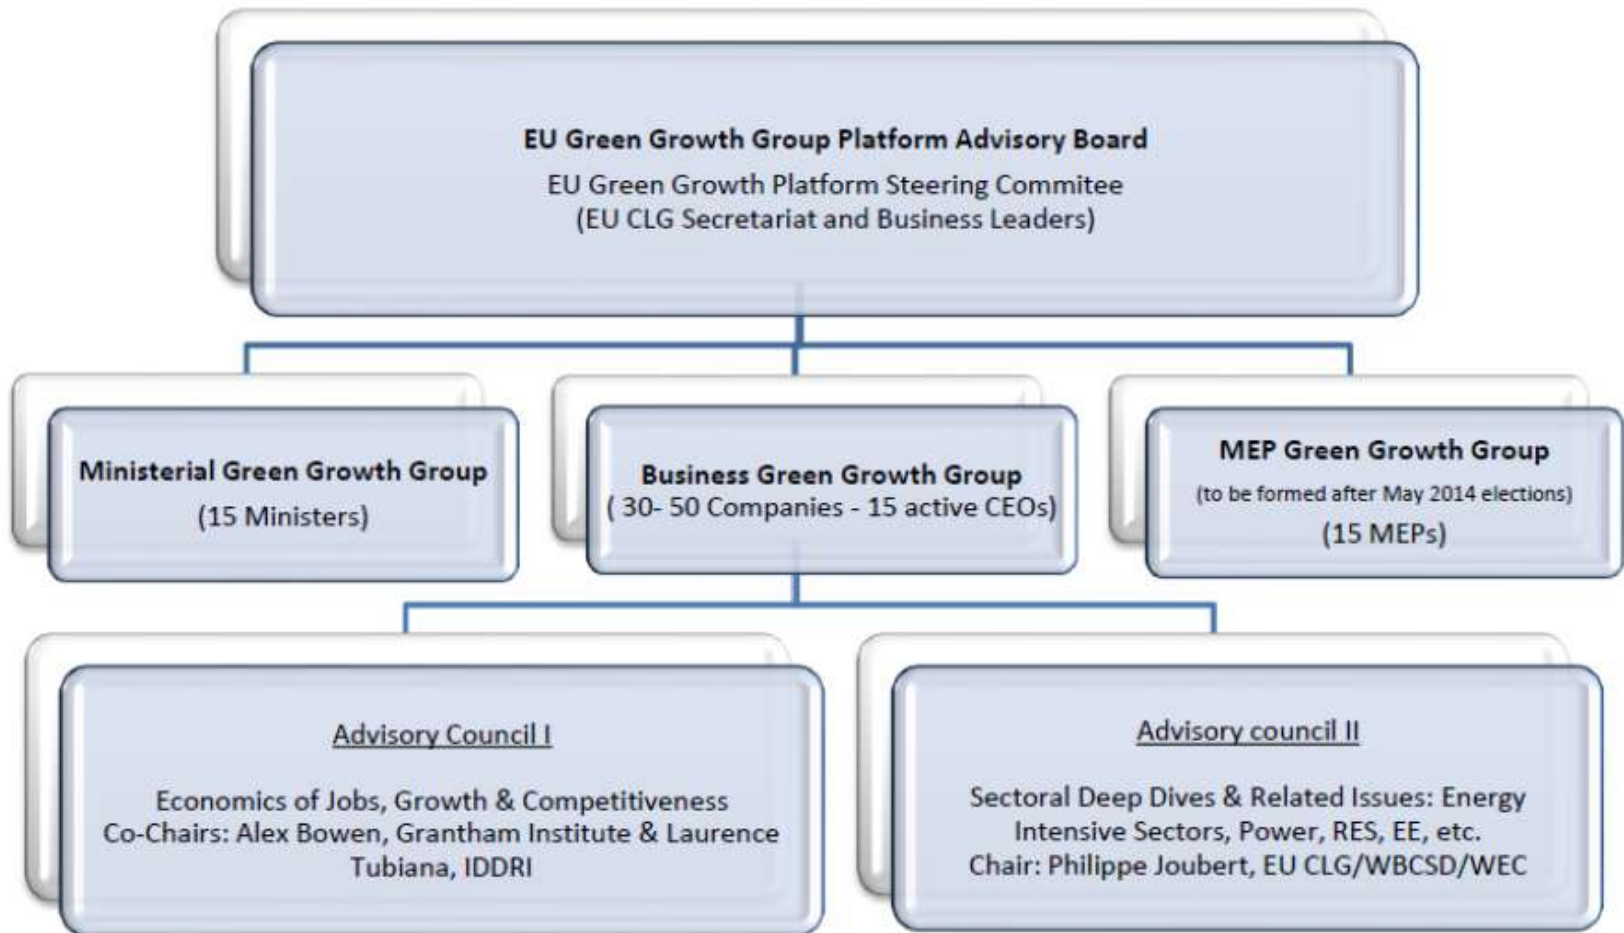 EU Green Growth Group Platform Advisory Board
EU Green Growth Platform Steering Commitee
(EU CLG Secretariat and Business Leaders)
Ministerial Green Growth Group
(15 Ministers)
Business Green Growth Group
( 30- 50 Companies - 15 active CEOs)
MEP Green Growth Group
(to be formed after May 2014 elections)
(15 MEPs)
Advisory Council I
Economics of Jobs, Growth & Competitiveness
Co-Chairs: Alex Bowen, Grantham Institute & Laurence
Tubiana, IDDRI
Advisory council II
Sectoral Deep Dives & Related Issues: Energy
Intensive Sectors, Power, RES, EE, etc.
Chair: Philippe Joubert, EU CLG/WBCSD/WEC